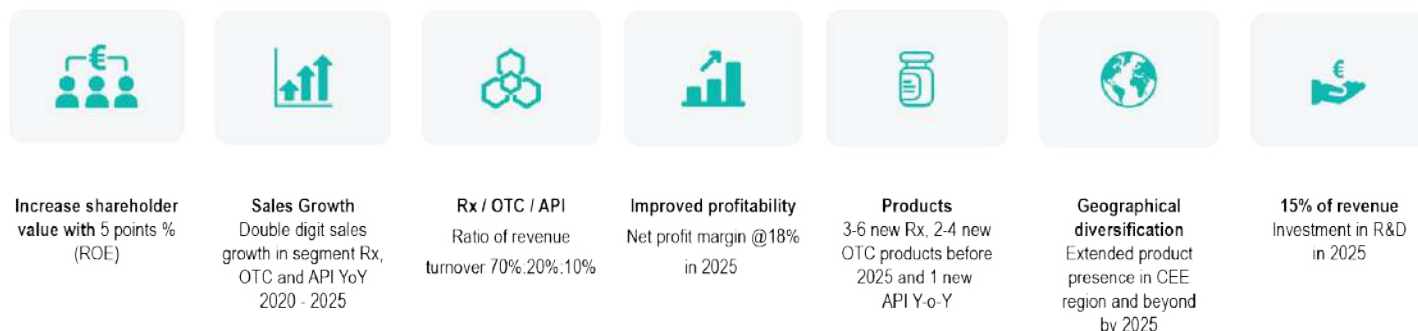 €
€
Increase shareholder
value with 5 points %
(ROE)
Sales Growth
Double digit sales
growth in segment Rx,
OTC and API YoY
2020 - 2025
Rx / OTC / API
Ratio of revenue
turnover 70%:20%:10%
Improved profitability
Net profit margin @18%
in 2025
Products
3-6 new Rx, 2-4 new
OTC products before
2025 and 1 new
API Y-o-Y
Geographical
diversification
Extended product
presence in CEE
region and beyond
by 2025
15% of revenue
Investment in R&D
in 2025